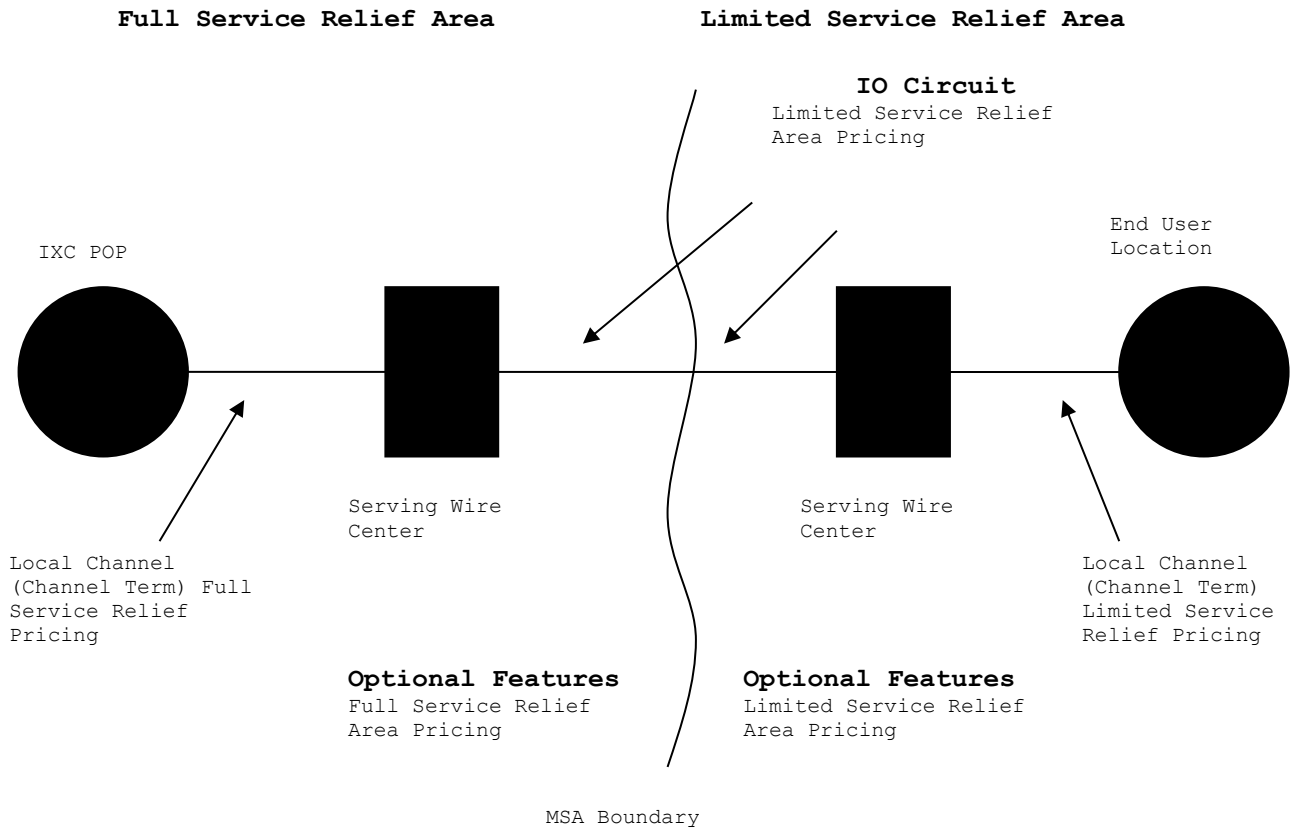 Full Service Relief Area
Limited Service Relief Area
IO Circuit
Limited Service Relief
Area Pricing
IXC POP
End User
Location
Serving Wire
Center
Serving Wire
Center
Local Channel
(Channel Term) Full
Service Relief
Pricing
Local Channel
(Channel Term)
Limited Service
Relief Pricing
Optional Features
Full Service Relief
Area Pricing
Optional Features
Limited Service Relief
Area Pricing
MSA Boundary